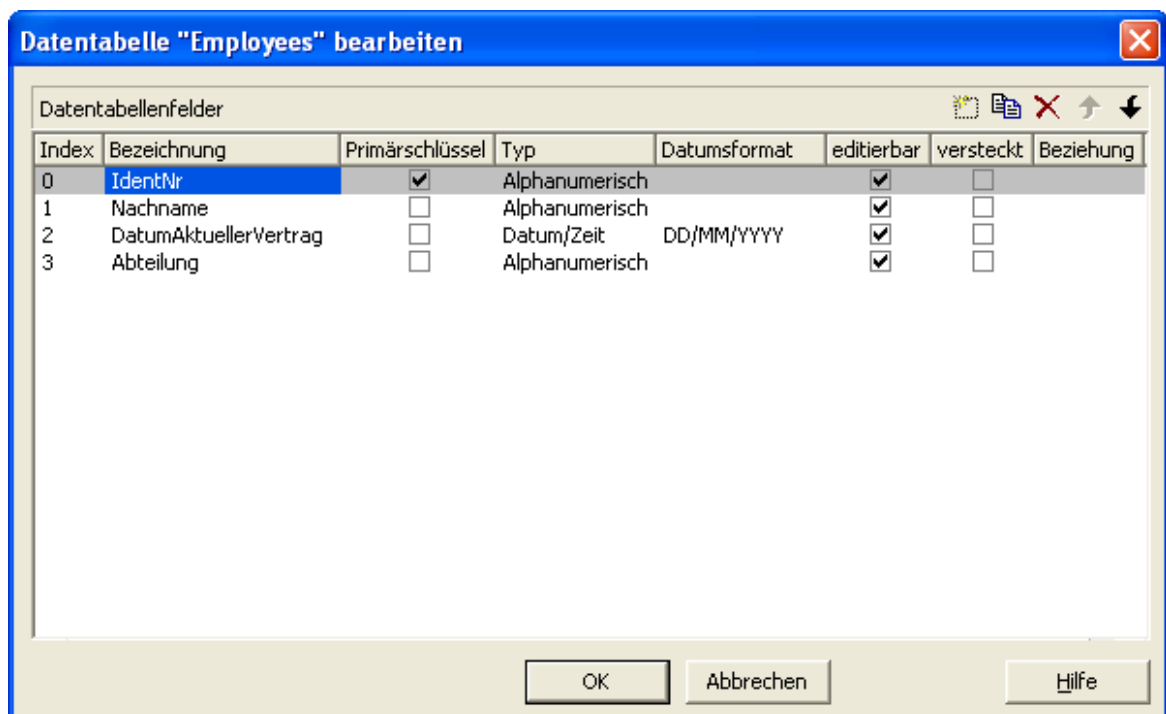 Datentabelle "Employees" bearbeiten
Datentabellenfelder
Index Bezeichnung Primärschlüssel Typ Datumsformat editierbar versteckt Beziehung
0 IdentNr Alphanumerisch
1 Nachname Alphanumerisch
2 DatumAktuellerVertrag Datum/Zeit DD/MM/YYYY
3 Abteilung Alphanumerisch
OK Abbrechen Hilfe